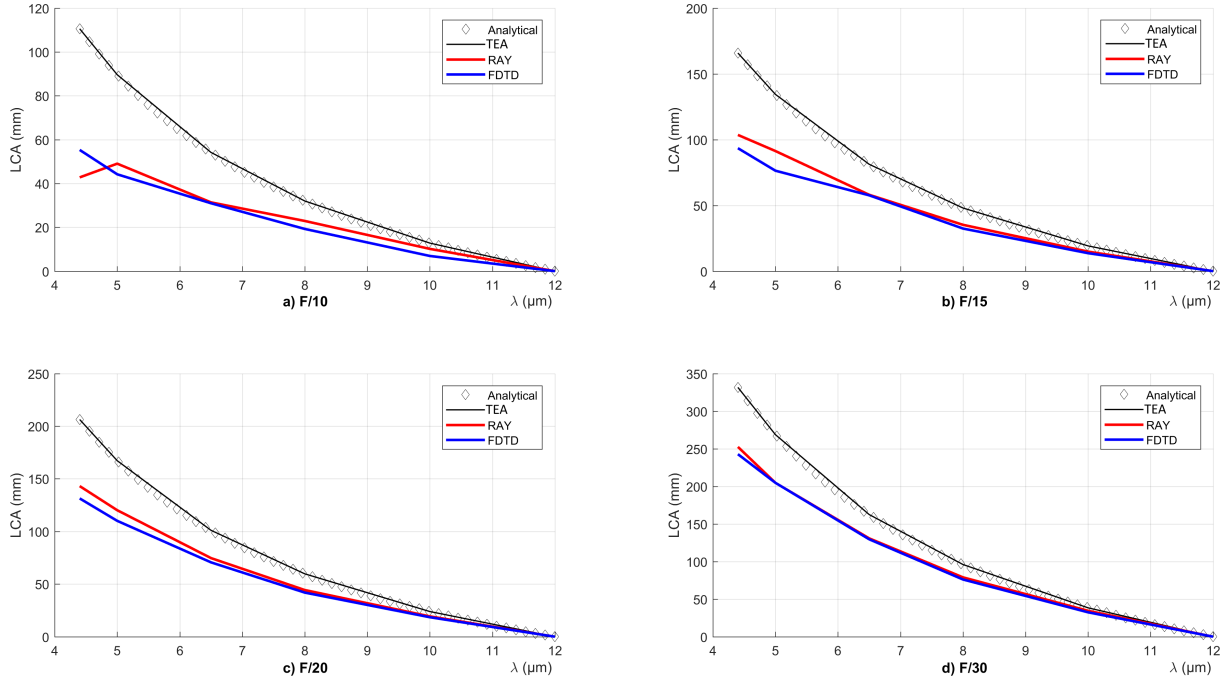 120
100
80
60
40
20
0
LCA (mm)
4 5 6 7 8 9 10 11 12
a) F/10 λ (μm)
Analytical
TEA
RAY
FDTD
200
150
100
50
0
LCA (mm)
4 5 6 7 8 9 10 11 12
b) F/15 λ (μm)
Analytical
TEA
RAY
FDTD
250
200
150
100
50
0
LCA (mm)
4 5 6 7 8 9 10 11 12
c) F/20 λ (μm)
Analytical
TEA
RAY
FDTD
350
300
250
200
150
100
50
0
LCA (mm)
4 5 6 7 8 9 10 11 12
d) F/30 λ (μm)
Analytical
TEA
RAY
FDTD